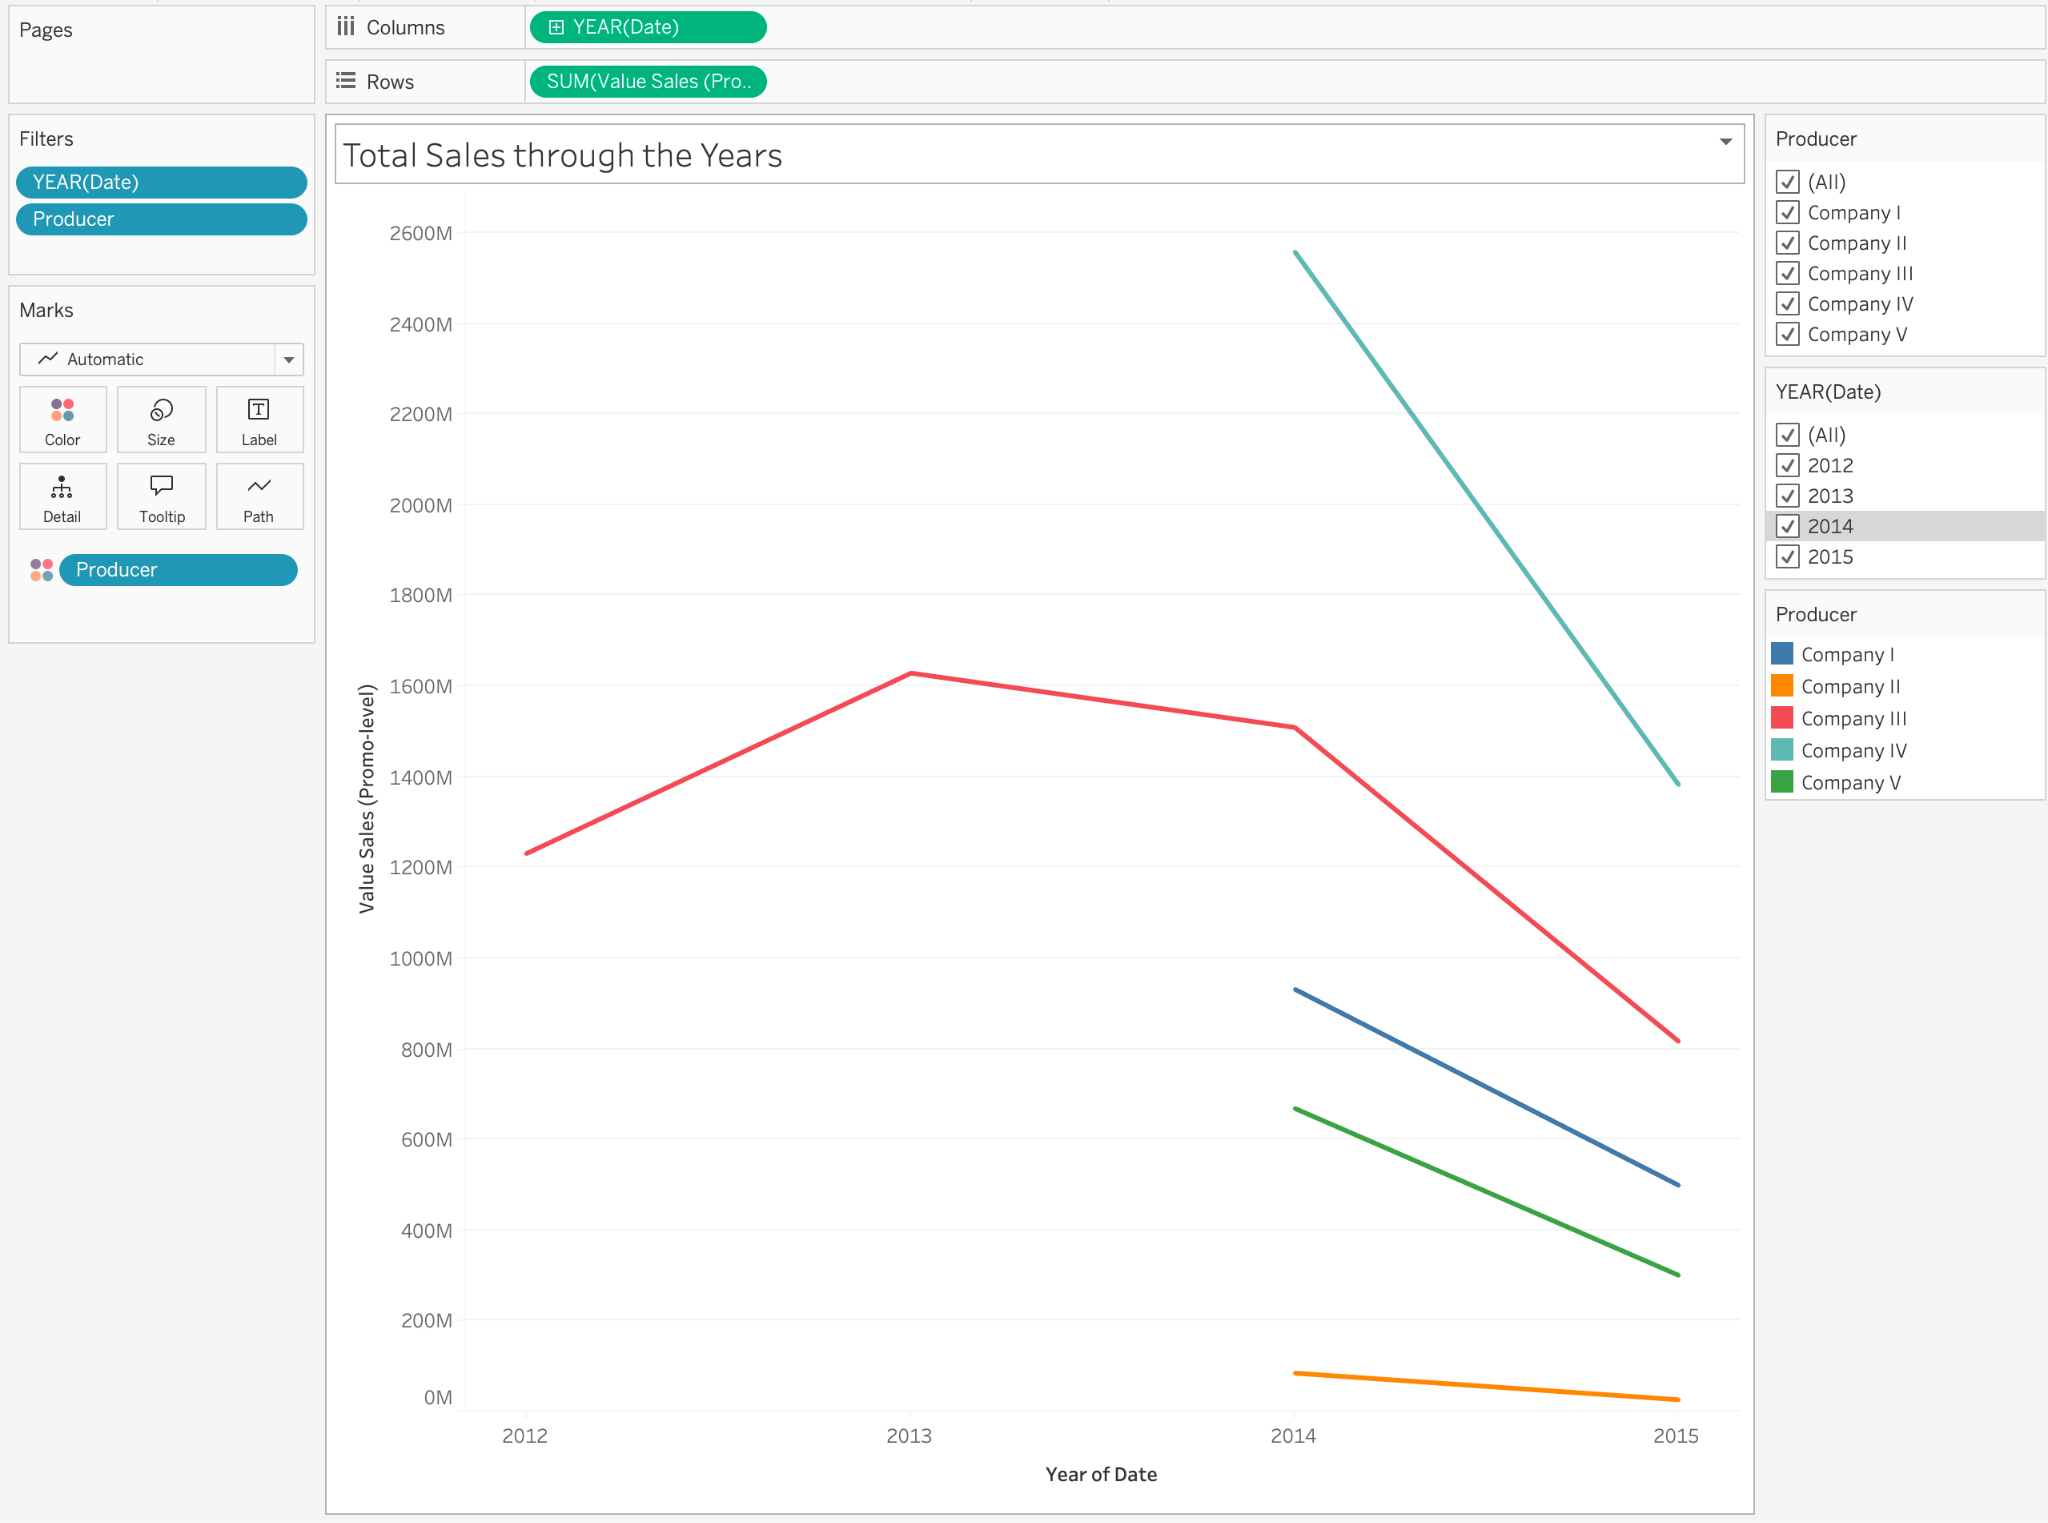 Pages
Columns
YEAR(Date)
Rows
SUM(Value Sales (Pro..
Filters
YEAR(Date)
Producer
Marks
Automatic
Color
Size
Label
Detail
Tooltip
Path
Producer
Total Sales through the Years
2600M
2400M
2200M
2000M
1800M
1600M
1400M
1200M
1000M
800M
600M
400M
200M
0M
Value Sales (Promo-level)
2012
2013
2014
2015
Year of Date
Producer
(All)
Company I
Company II
Company III
Company IV
Company V
YEAR(Date)
(All)
2012
2013
2014
2015
Producer
Company I
Company II
Company III
Company IV
Company V